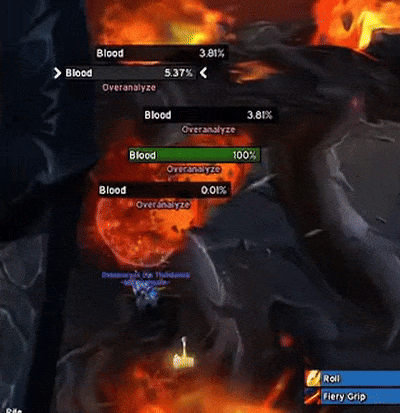 Blood 3.81%
Blood 5.37%
Overanalyze
Blood 3.81%
Overanalyze
Blood 100%
Overanalyze
Blood 0.01%
Overanalyze
Roll
Fiery Grip